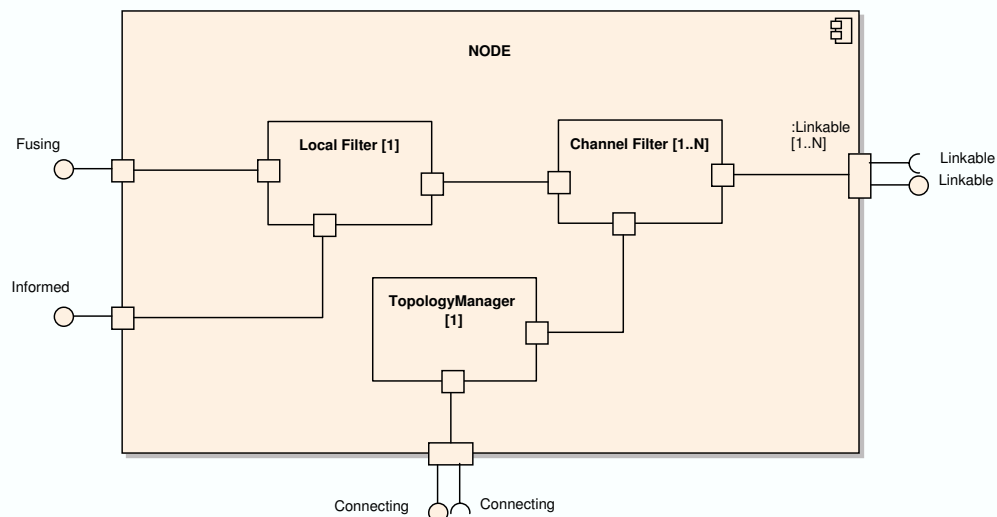 NODE
Fusing
Local Filter [1]
Channel Filter [1..N]
:Linkable
[1..N]
Linkable
Linkable
Informed
TopologyManager
[1]
Connecting
Connecting